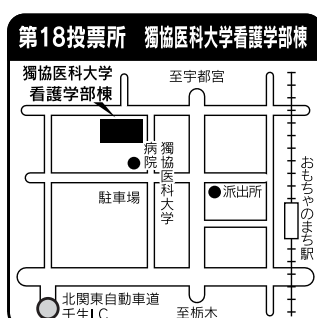 第18投票所 獨協医科大学看護学部棟
獨協医科大学
看護学部棟
至宇都宮
獨協医科大学
病院
駐車場
派出所
おもちゃのまち駅
北関東自動車道
壬生I.C
至栃木